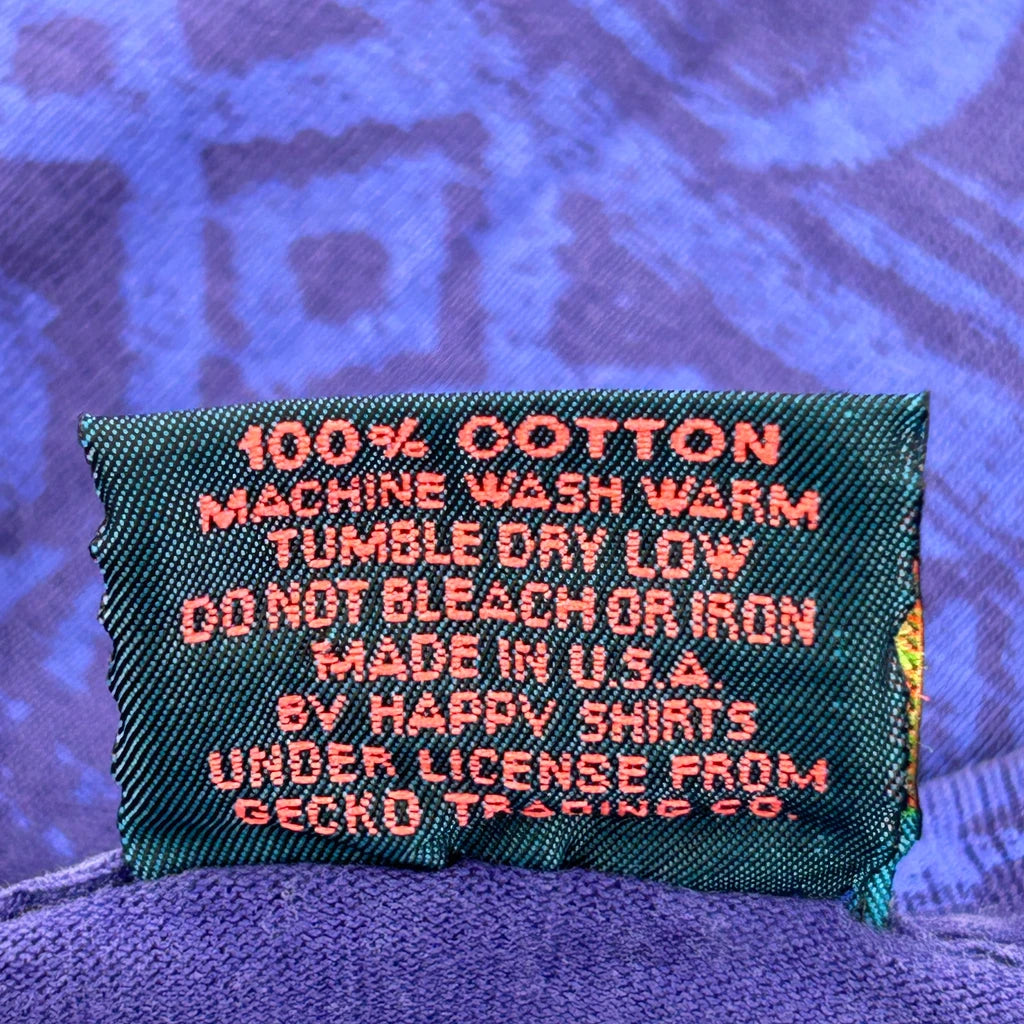 100% COTTON
MACHINE WASH WARM
TUMBLE DRY LOW
DO NOT BLEACH OR IRON
MADE IN U.S.A.
BY HAPPY SHIRTS
UNDER LICENSE FROM
GECKO TRADING CO.